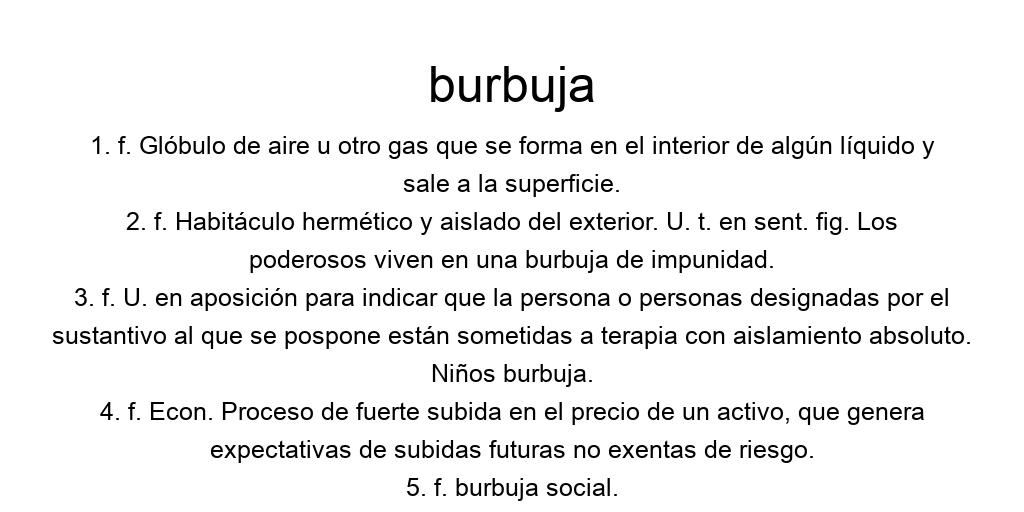 burbuja
1. f. Glóbulo de aire u otro gas que se forma en el interior de algún líquido y
sale a la superficie.
2. f. Habitáculo hermético y aislado del exterior. U. t. en sent. fig. Los
poderosos viven en una burbuja de impunidad.
3. f. U. en aposición para indicar que la persona o personas designadas por el
sustantivo al que se pospone están sometidas a terapia con aislamiento absoluto.
Niños burbuja.
4. f. Econ. Proceso de fuerte subida en el precio de un activo, que genera
expectativas de subidas futuras no exentas de riesgo.
5. f. burbuja social.